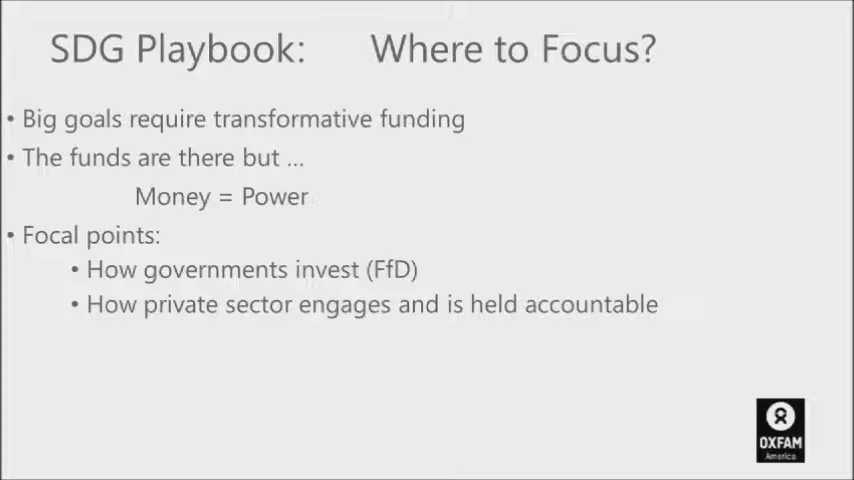 SDG Playbook: Where to Focus?
• Big goals require transformative funding
• The funds are there but ...
Money = Power
• Focal points:
• How governments invest (FfD)
• How private sector engages and is held accountable
OXFAM
America